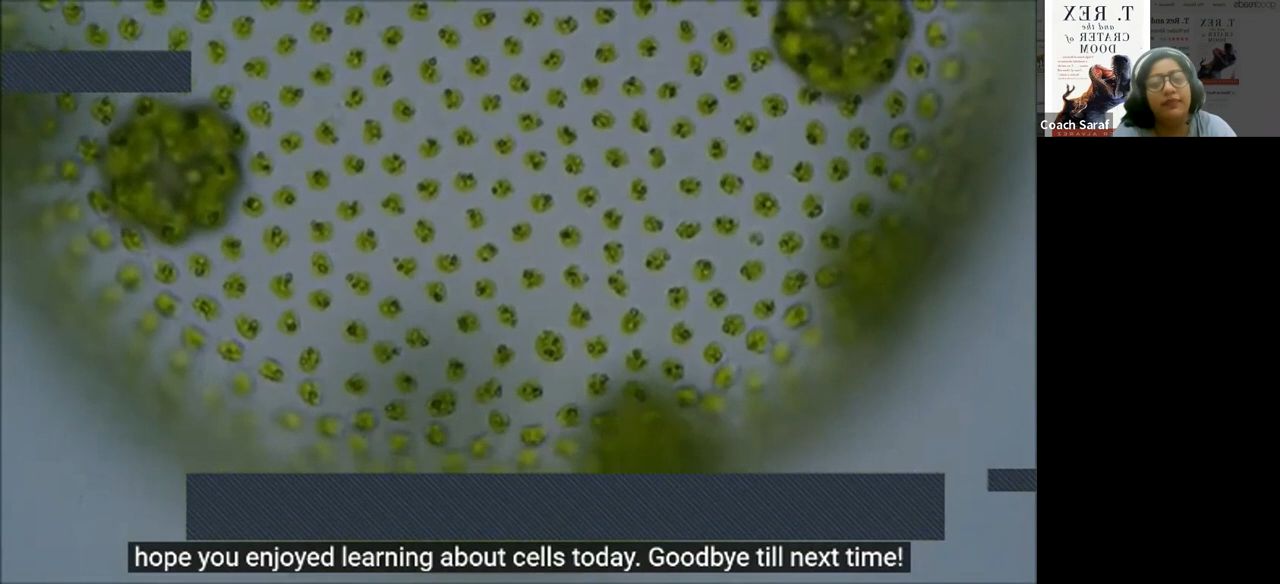 T. REX
and the
CRATER of
DOOM
Coach Saraf
hope you enjoyed learning about cells today. Goodbye till next time!